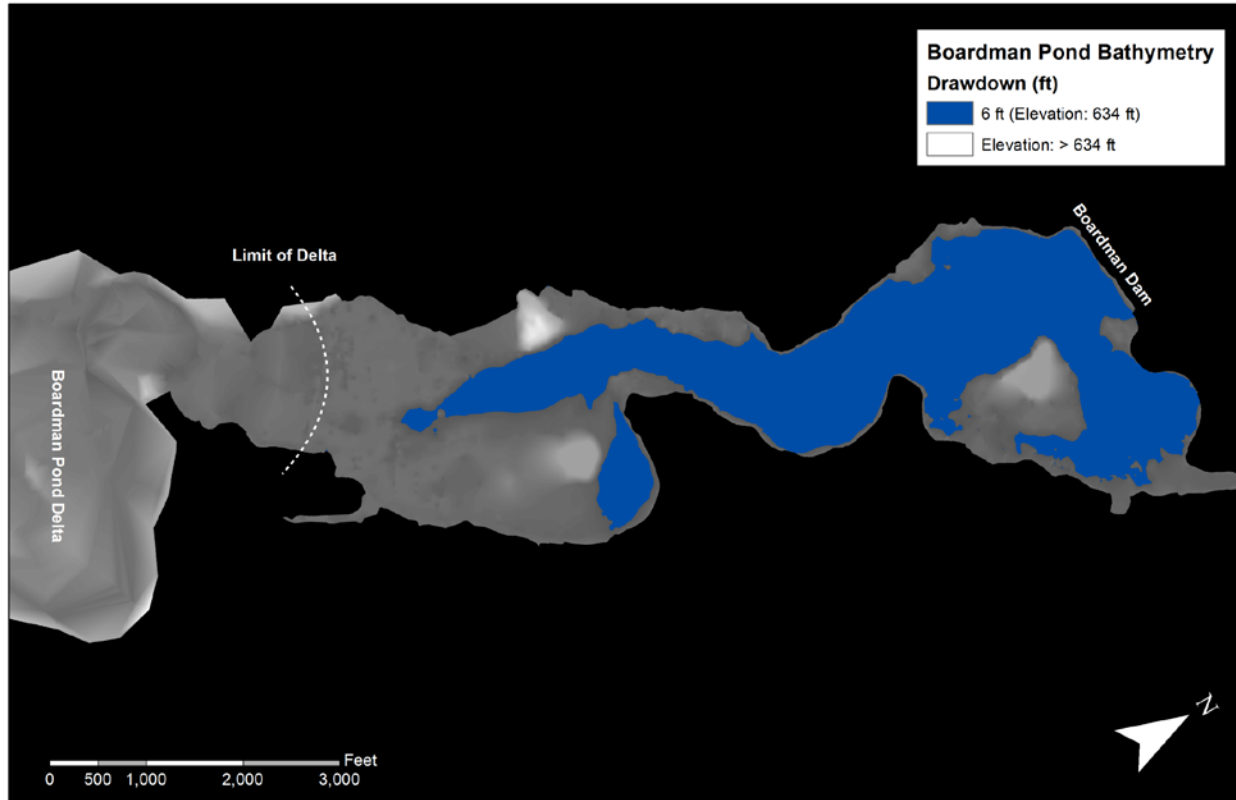 Boardman Pond Bathymetry
Drawdown (ft)
6 ft (Elevation: 634 ft)
Elevation: > 634 ft
Boardman Dam
Limit of Delta
Boardman Pond Delta
N
Feet
0 500 1,000 2,000 3,000